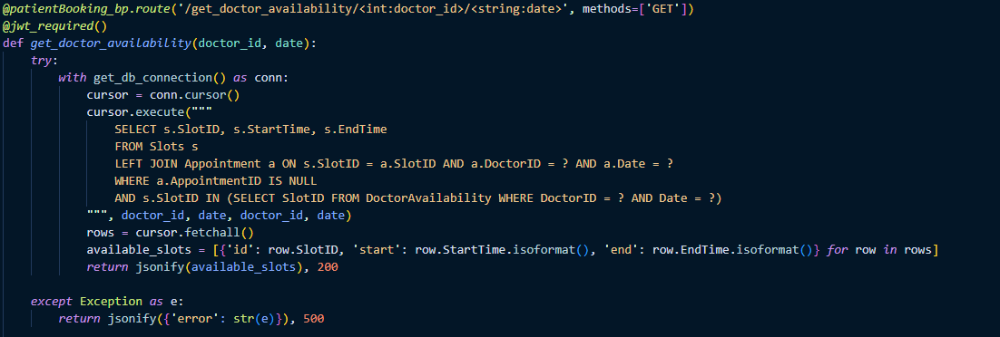 @patientBooking_bp.route('/get_doctor_availability/<int:doctor_id>/<string:date>', methods=['GET'])
@jwt_required()
def get_doctor_availability(doctor_id, date):
    try:
        with get_db_connection() as conn:
            cursor = conn.cursor()
            cursor.execute("""
                SELECT s.SlotID, s.StartTime, s.EndTime
                FROM Slots s
                LEFT JOIN Appointment a ON s.SlotID = a.SlotID AND a.DoctorID = ? AND a.Date = ?
                WHERE a.AppointmentID IS NULL
                AND s.SlotID IN (SELECT SlotID FROM DoctorAvailability WHERE DoctorID = ? AND Date = ?)
            """, doctor_id, date, doctor_id, date)
            rows = cursor.fetchall()
            available_slots = [{'id': row.SlotID, 'start': row.StartTime.isoformat(), 'end': row.EndTime.isoformat()} for row in rows]
            return jsonify(available_slots), 200

    except Exception as e:
        return jsonify({'error': str(e)}), 500